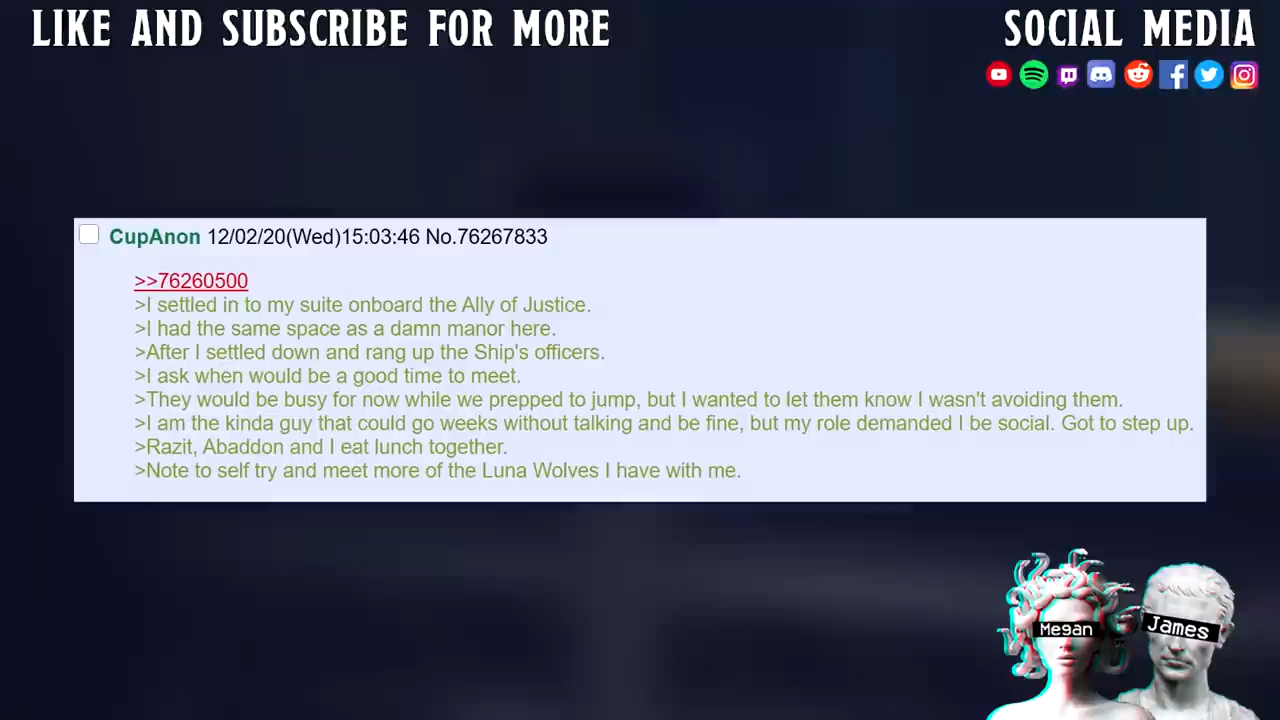 LIKE AND SUBSCRIBE FOR MORE
SOCIAL MEDIA
CupAnon 12/02/20(Wed)15:03:46 No.76267833
>>76260500
>I settled in to my suite onboard the Ally of Justice.
>I had the same space as a damn manor here.
>After I settled down and rang up the Ship's officers.
>I ask when would be a good time to meet.
>They would be busy for now while we prepped to jump, but I wanted to let them know I wasn't avoiding them.
>I am the kinda guy that could go weeks without talking and be fine, but my role demanded I be social. Got to step up.
>Razit, Abaddon and I eat lunch together.
>Note to self try and meet more of the Luna Wolves I have with me.
Megan
James